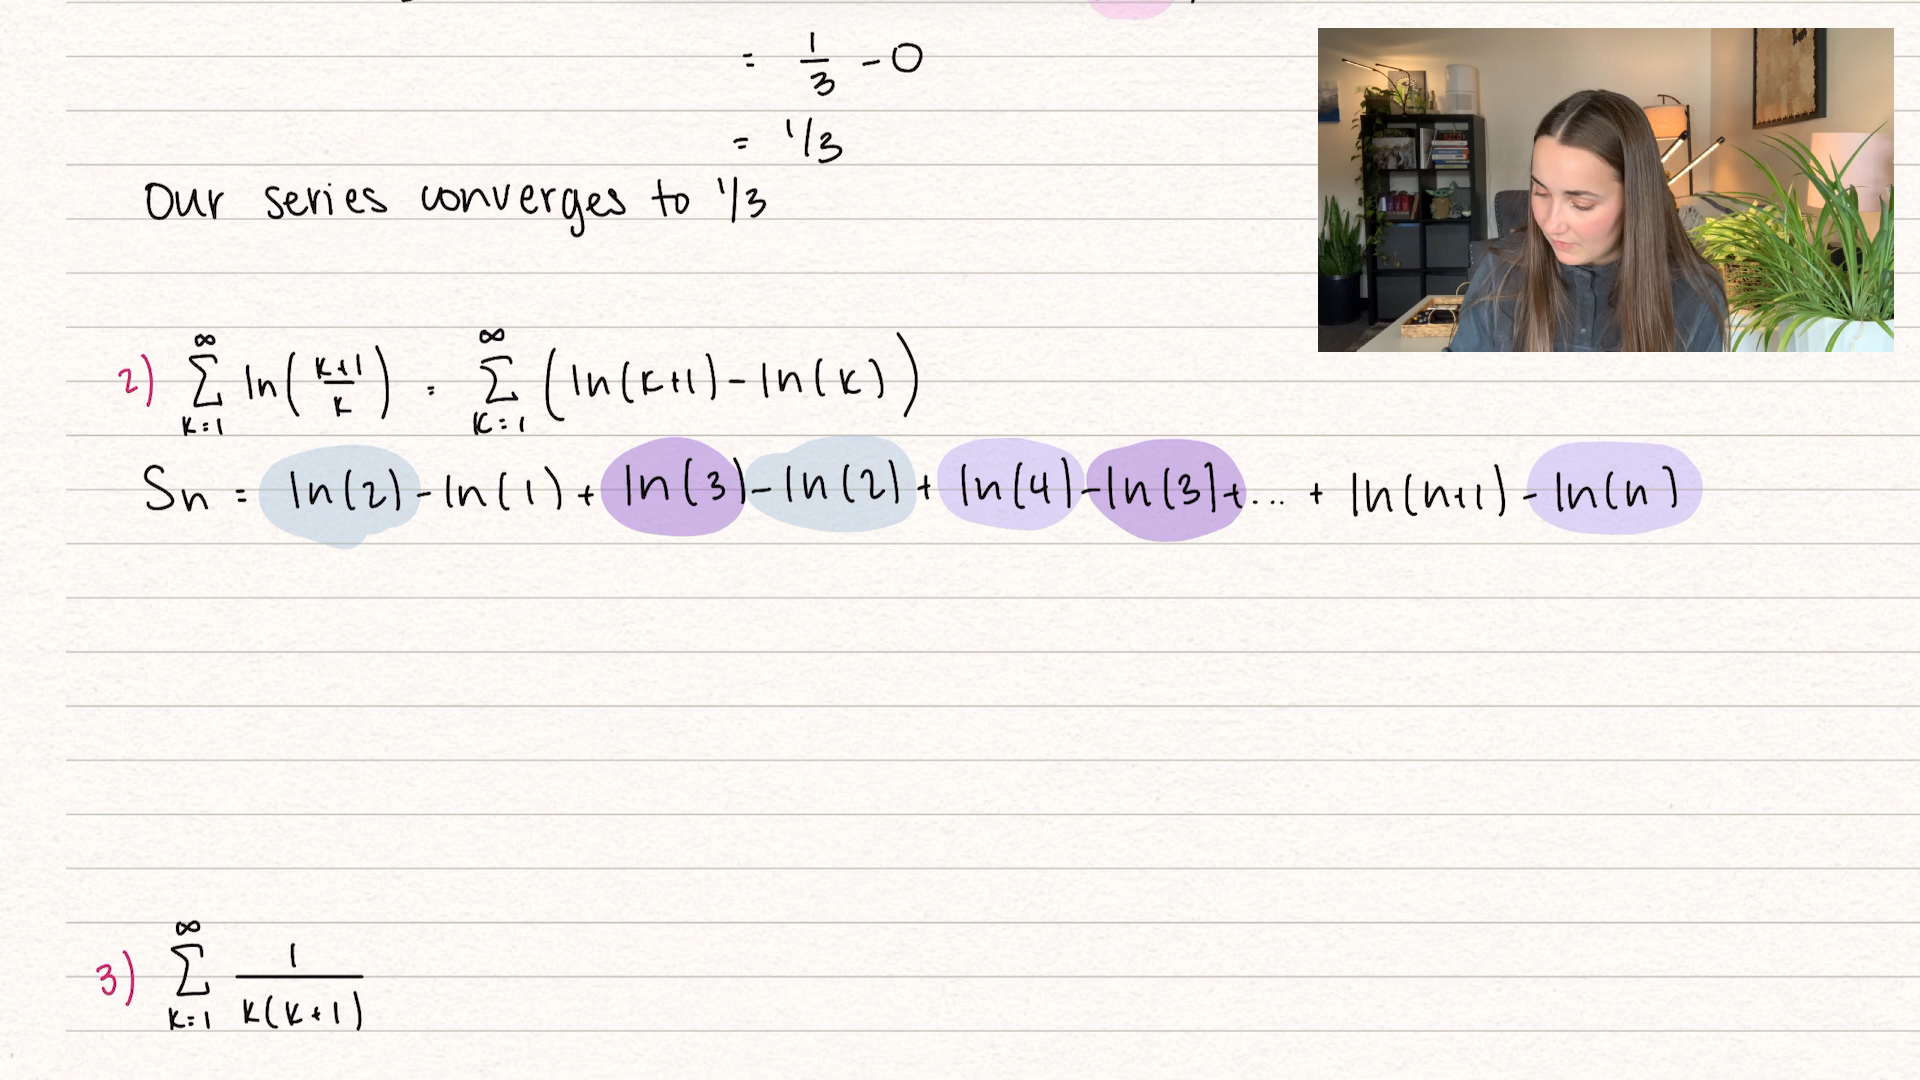 = 1/3 - 0
= 1/3
Our series converges to 1/3
2) ∞ Σ k=1 ln(k+1/k) = ∞ Σ k=1 (ln(k+1)-ln(k))
Sn = ln(2)-ln(1)+ln(3)-ln(2)+ln(4)-ln(3)+...+ln(n+1)-ln(n)
3) ∞ Σ k=1 1/k(k+1)